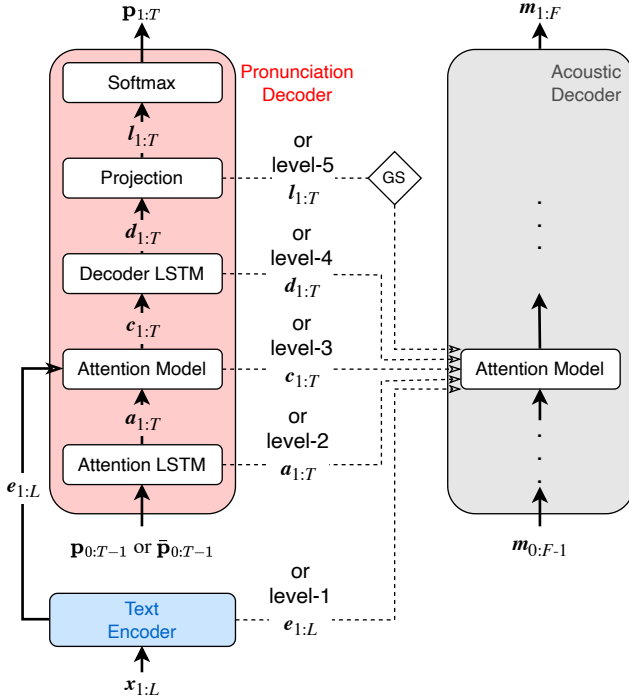 𝐩1:T
𝒎1:F
Pronunciation
Decoder
Acoustic
Decoder
Softmax
𝒍1:T
or
level-5
𝒍1:T
Projection
GS
𝒅1:T
or
level-4
𝒅1:T
Decoder LSTM
𝒄1:T
or
level-3
𝒄1:T
Attention Model
Attention Model
𝒂1:T
or
level-2
𝒂1:T
Attention LSTM
𝒆1:L
𝐩0:T−1 or 𝐩̄0:T−1
𝒎0:F-1
or
level-1
𝒆1:L
Text
Encoder
𝒙1:L